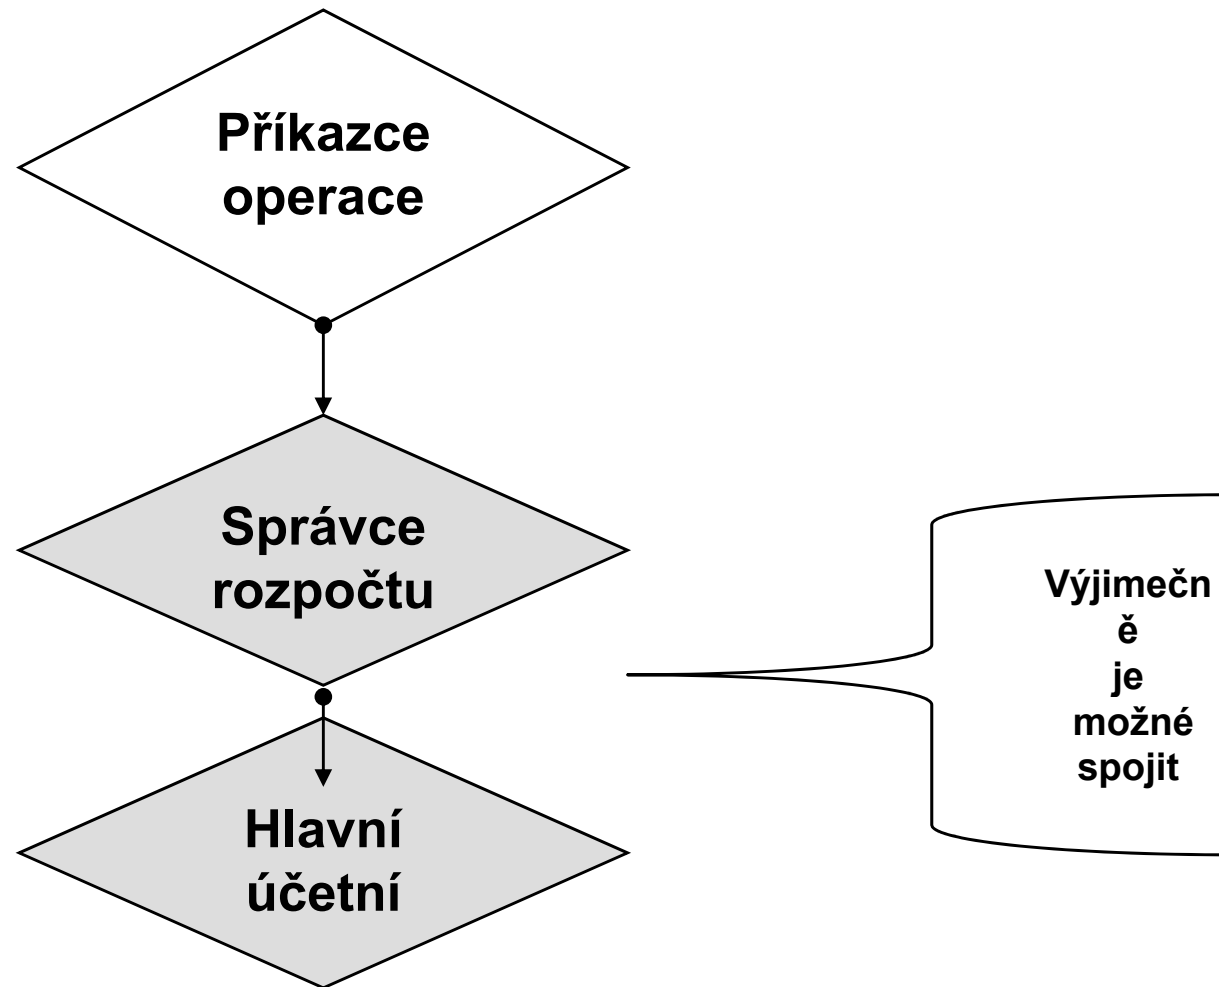 Příkazce
operace
Správce
rozpočtu
Výjimečn
ě
je
možné
spojit
Hlavní
účetní